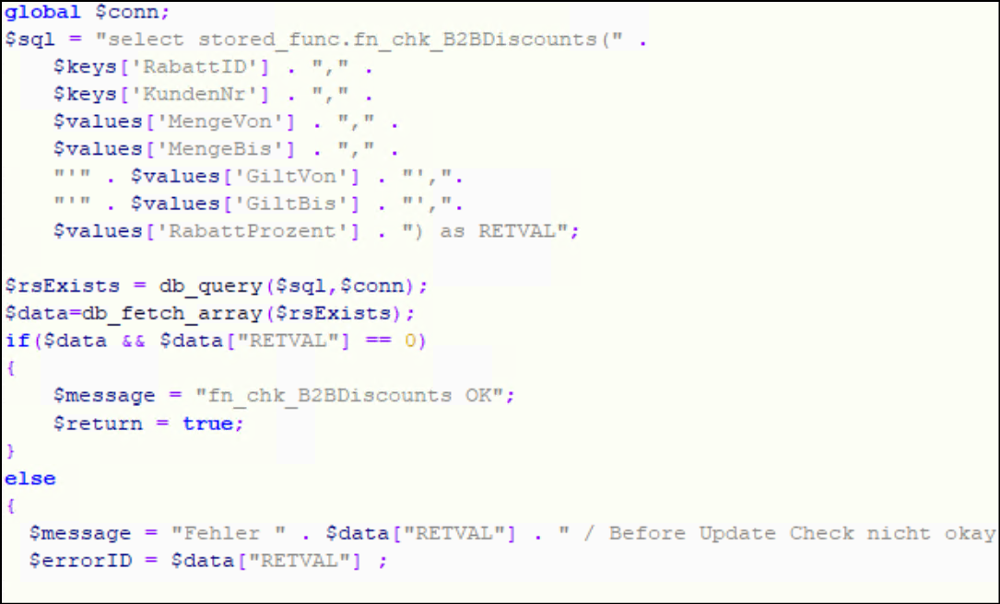 global $conn;
$sql = "select stored_func.fn_chk_B2BDiscounts(" .
    $keys['RabattID'] . "," .
    $keys['KundenNr'] . "," .
    $values['MengeVon'] . "," .
    $values['MengeBis'] . "," .
    "'" . $values['GiltVon'] . "',".
    "'" . $values['GiltBis'] . "',".
    $values['RabattProzent'] . ") as RETVAL";

$rsExists = db_query($sql,$conn);
$data=db_fetch_array($rsExists);
if($data && $data["RETVAL"] == 0)
{
    $message = "fn_chk_B2BDiscounts OK";
    $return = true;
}
else
{
  $message = "Fehler " . $data["RETVAL"] . " / Before Update Check nicht okay
  $errorID = $data["RETVAL"] ;